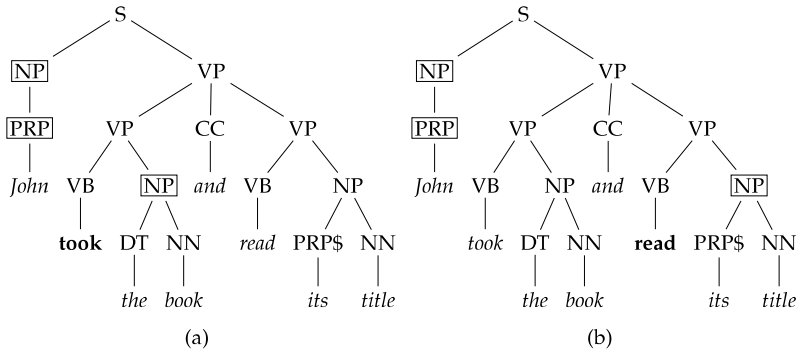 S S
NP VP NP VP
PRP VP CC VP PRP VP CC VP
John VB NP and VB NP John VB NP and VB NP
took DT NN read PRP$ NN took DT NN read PRP$ NN
the book its title the book its title
(a) (b)